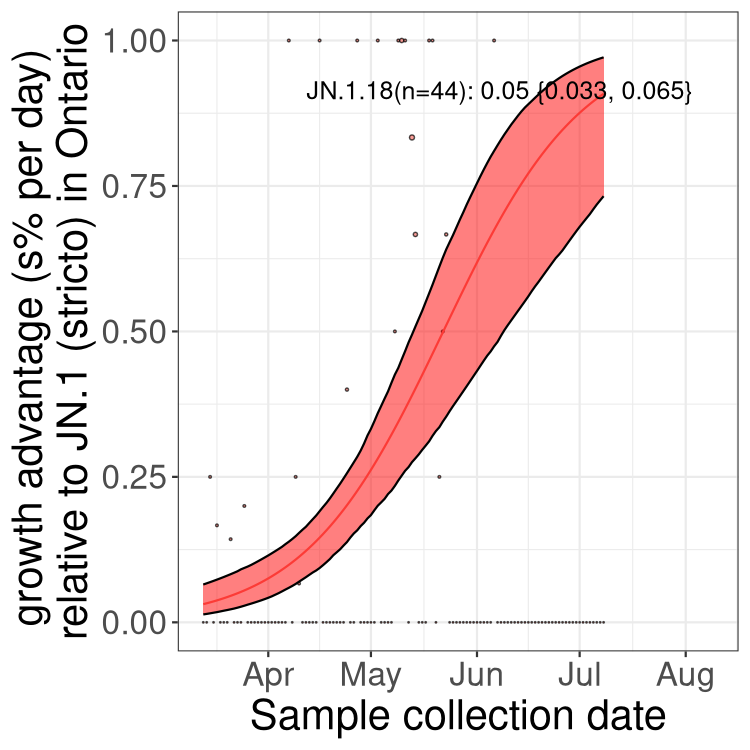 growth advantage (s% per day)
relative to JN.1 (stricto) in Ontario
1.00
0.75
0.50
0.25
0.00
JN.1.18(n=44): 0.05 {0.033, 0.065}
Apr May Jun Jul Aug
Sample collection date